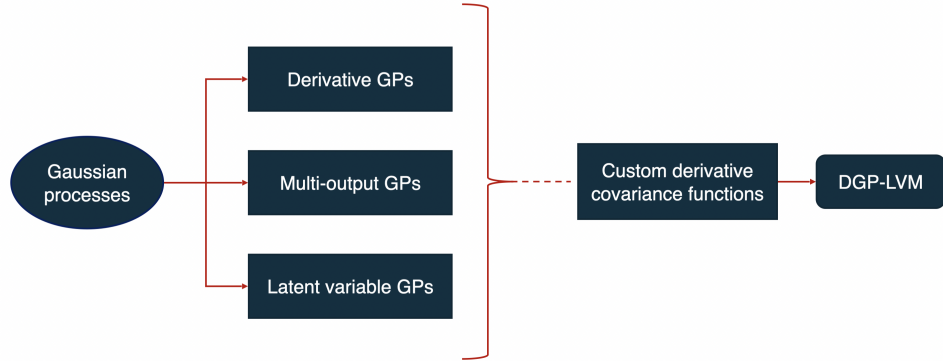 Gaussian
processes
Derivative GPs
Multi-output GPs
Latent variable GPs
Custom derivative
covariance functions
DGP-LVM